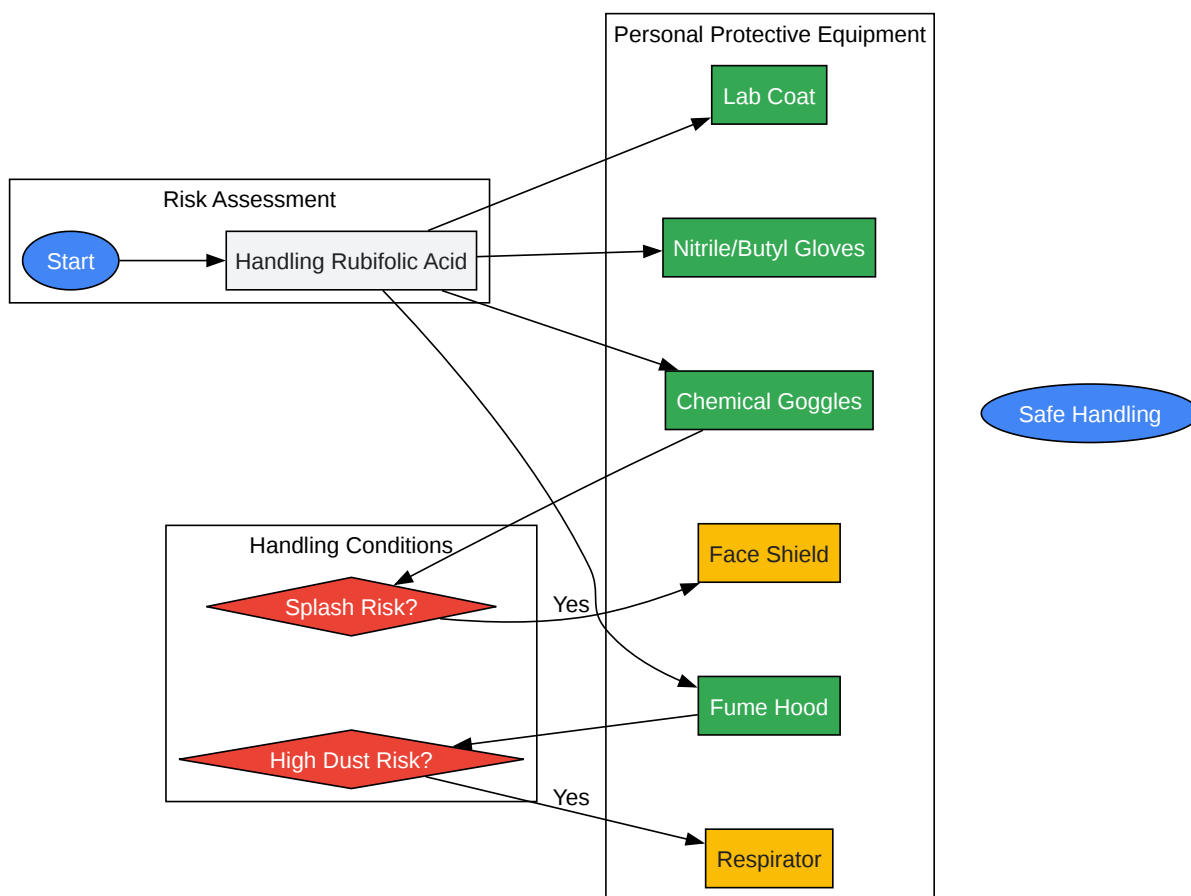 Personal Protective Equipment
Lab Coat
Risk Assessment
Start
Handling Rubifolic Acid
Nitrile/Butyl Gloves
Chemical Goggles
Safe Handling
Handling Conditions
Face Shield
Splash Risk?
Yes
Fume Hood
High Dust Risk?
Yes
Respirator